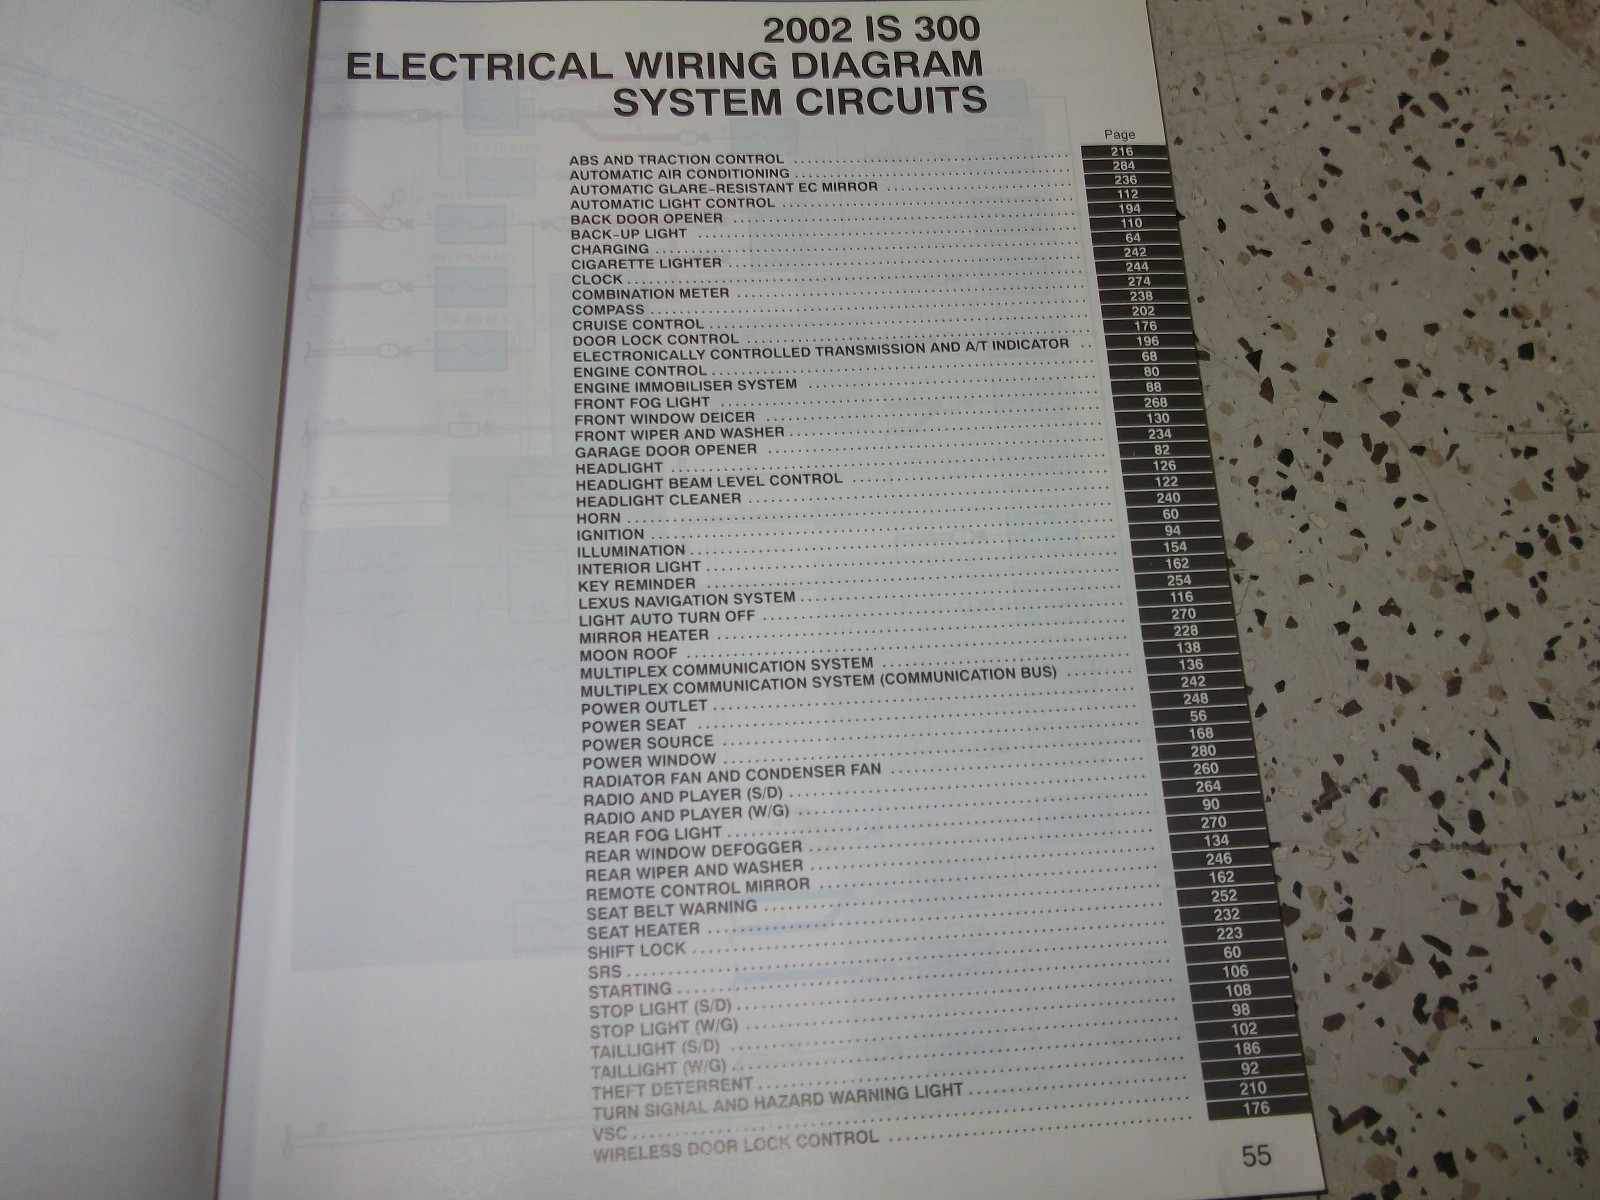 2002 IS 300
ELECTRICAL WIRING DIAGRAM
SYSTEM CIRCUITS
Page
ABS AND TRACTION CONTROL 216
AUTOMATIC AIR CONDITIONING 284
AUTOMATIC GLARE-RESISTANT EC MIRROR 236
AUTOMATIC LIGHT CONTROL 112
BACK DOOR OPENER 194
BACK-UP LIGHT 110
CHARGING 64
CIGARETTE LIGHTER 242
CLOCK 244
COMBINATION METER 274
COMPASS 238
CRUISE CONTROL 202
DOOR LOCK CONTROL 176
ELECTRONICALLY CONTROLLED TRANSMISSION AND A/T INDICATOR 196
ENGINE CONTROL 68
ENGINE IMMOBILISER SYSTEM 80
FRONT FOG LIGHT 88
FRONT WINDOW DEICER 268
FRONT WIPER AND WASHER 130
GARAGE DOOR OPENER 234
HEADLIGHT 82
HEADLIGHT BEAM LEVEL CONTROL 126
HEADLIGHT CLEANER 122
HORN 240
IGNITION 60
ILLUMINATION 94
INTERIOR LIGHT 154
KEY REMINDER 162
LEXUS NAVIGATION SYSTEM 254
LIGHT AUTO TURN OFF 116
MIRROR HEATER 270
MOON ROOF 228
MULTIPLEX COMMUNICATION SYSTEM 138
MULTIPLEX COMMUNICATION SYSTEM (COMMUNICATION BUS) 136
POWER OUTLET 242
POWER SEAT 248
POWER SOURCE 56
POWER WINDOW 168
RADIATOR FAN AND CONDENSER FAN 280
RADIO AND PLAYER (S/D) 260
RADIO AND PLAYER (W/G) 264
REAR FOG LIGHT 90
REAR WINDOW DEFOGGER 270
REAR WIPER AND WASHER 134
REMOTE CONTROL MIRROR 246
SEAT BELT WARNING 162
SEAT HEATER 252
SHIFT LOCK 232
SRS 223
STARTING 60
STOP LIGHT (S/D) 106
STOP LIGHT (W/G) 108
TAILLIGHT (S/D) 98
TAILLIGHT (W/G) 102
THEFT DETERRENT 186
TURN SIGNAL AND HAZARD WARNING LIGHT 92
VSC 210
WIRELESS DOOR LOCK CONTROL 176
55